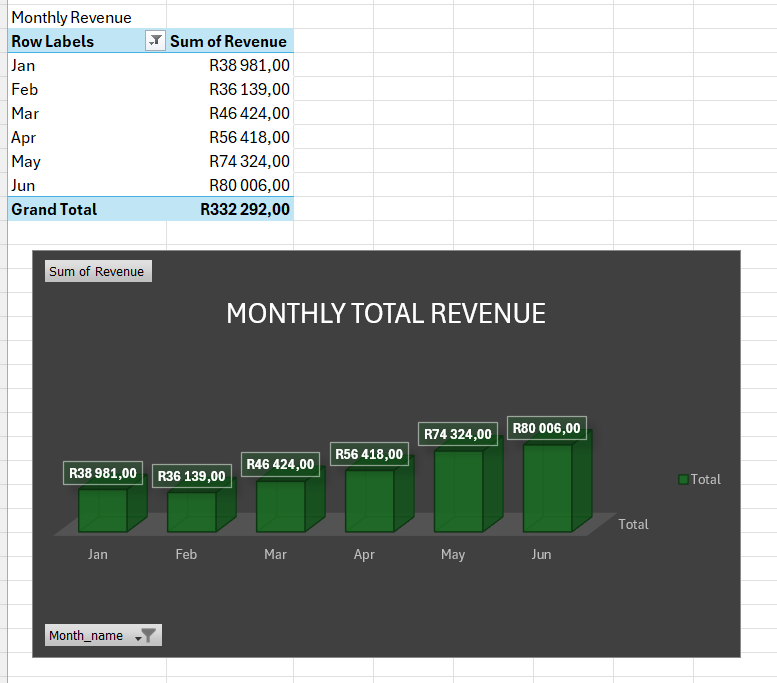 Monthly Revenue
Row Labels Sum of Revenue
Jan R38 981,00
Feb R36 139,00
Mar R46 424,00
Apr R56 418,00
May R74 324,00
Jun R80 006,00
Grand Total R332 292,00
Sum of Revenue
MONTHLY TOTAL REVENUE
R38 981,00 R36 139,00 R46 424,00 R56 418,00 R74 324,00 R80 006,00
Total
Total
Jan Feb Mar Apr May Jun
Month_name